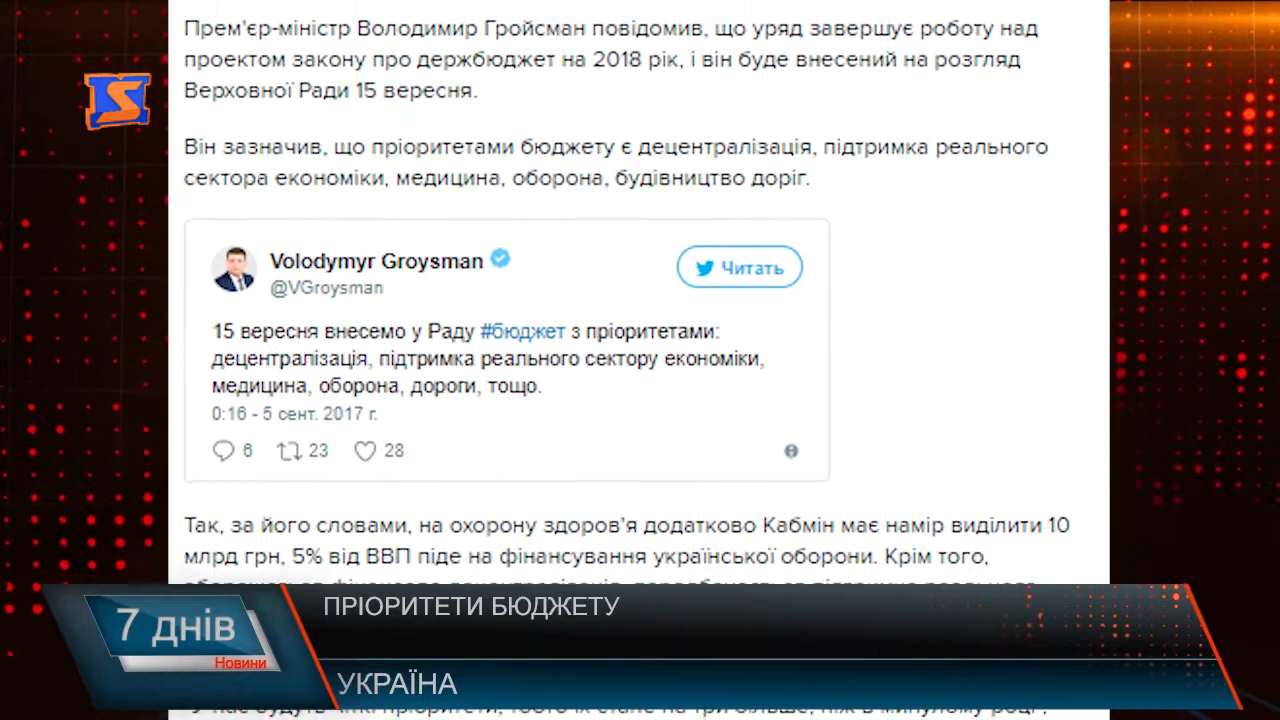 Прем'єр-міністр Володимир Гройсман повідомив, що уряд завершує роботу над
проектом закону про держбюджет на 2018 рік, і він буде внесений на розгляд
Верховної Ради 15 вересня.
Він зазначив, що пріоритетами бюджету є децентралізація, підтримка реального
сектора економіки, медицина, оборона, будівництво доріг.
Volodymyr Groysman
@VGroysman
Читать
15 вересня внесемо у Раду #бюджет з пріоритетами:
децентралізація, підтримка реального сектору економіки,
медицина, оборона, дороги, тощо.
0:16 - 5 сент. 2017 г.
6 23 28
Так, за його словами, на охорону здоров'я додатково Кабмін має намір виділити 10
млрд грн, 5% від ВВП піде на фінансування української оборони. Крім того,
7 днів
Новини
ПРІОРИТЕТИ БЮДЖЕТУ
УКРАЇНА